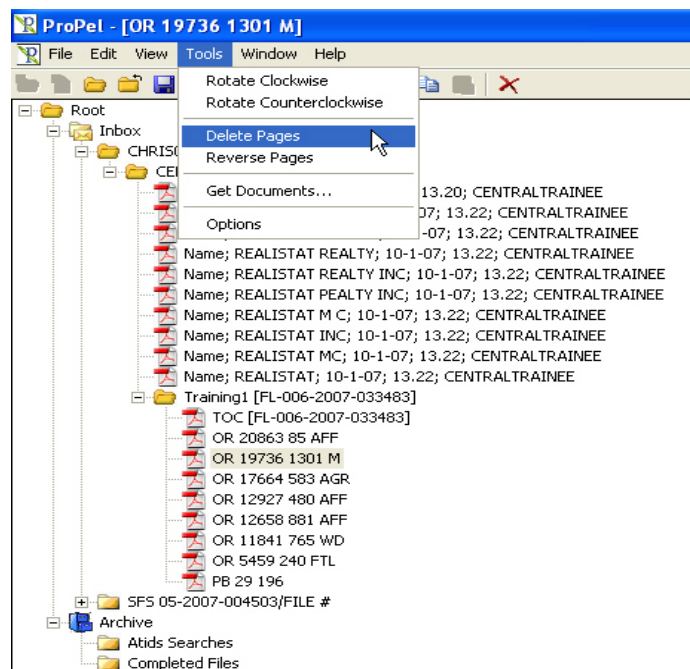 ProPel - [OR 19736 1301 M]
File Edit View Tools Window Help
Rotate Clockwise
Rotate Counterclockwise
Delete Pages
Reverse Pages
Get Documents...
Options
Root
Inbox
CHRIS
CE
13.20; CENTRALTRAINEE
07; 13.22; CENTRALTRAINEE
-07; 13.22; CENTRALTRAINEE
Name; REALISTAT REALTY; 10-1-07; 13.22; CENTRALTRAINEE
Name; REALISTAT REALTY INC; 10-1-07; 13.22; CENTRALTRAINEE
Name; REALISTAT PEALTY INC; 10-1-07; 13.22; CENTRALTRAINEE
Name; REALISTAT M C; 10-1-07; 13.22; CENTRALTRAINEE
Name; REALISTAT INC; 10-1-07; 13.22; CENTRALTRAINEE
Name; REALISTAT MC; 10-1-07; 13.22; CENTRALTRAINEE
Name; REALISTAT; 10-1-07; 13.22; CENTRALTRAINEE
Training1 [FL-006-2007-033483]
TOC [FL-006-2007-033483]
OR 20863 85 AFF
OR 19736 1301 M
OR 17664 583 AGR
OR 12927 480 AFF
OR 12658 881 AFF
OR 11841 765 WD
OR 5459 240 FTL
PB 29 196
SFS 05-2007-004503/FILE #
Archive
Atids Searches
Completed Files